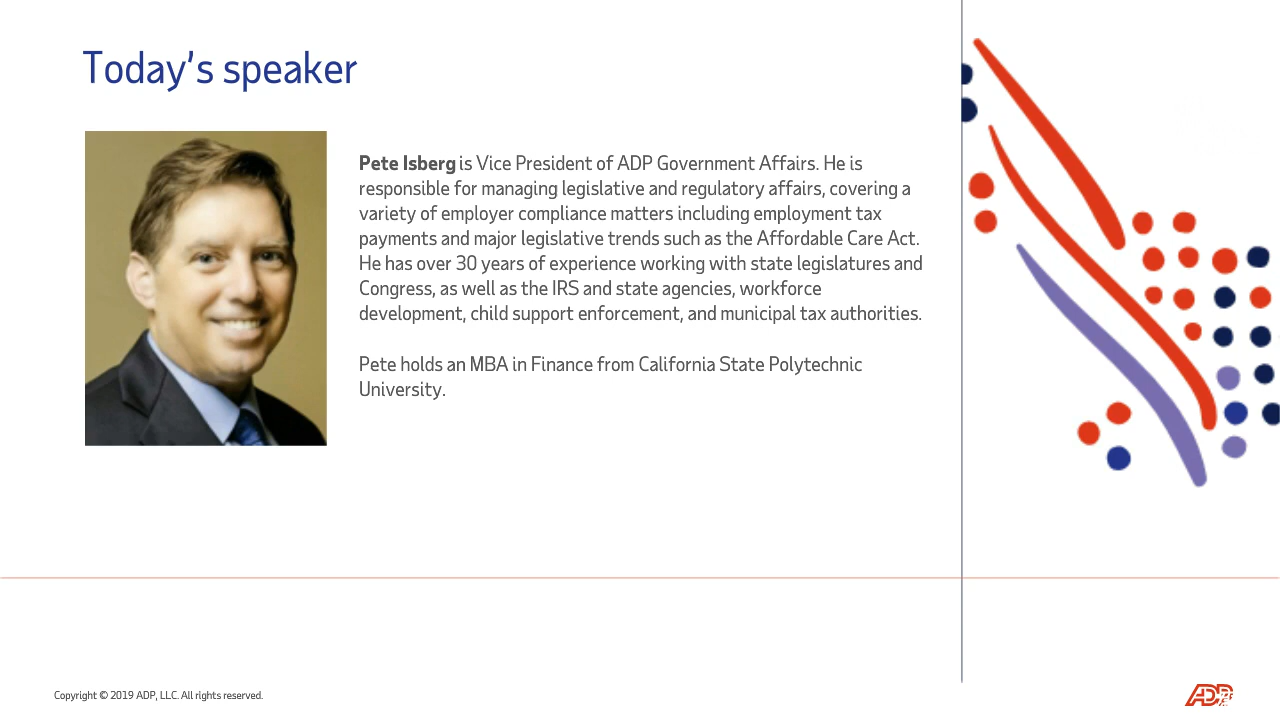 Today's speaker
Pete Isberg is Vice President of ADP Government Affairs. He is
responsible for managing legislative and regulatory affairs, covering a
variety of employer compliance matters including employment tax
payments and major legislative trends such as the Affordable Care Act.
He has over 30 years of experience working with state legislatures and
Congress, as well as the IRS and state agencies, workforce
development, child support enforcement, and municipal tax authorities.
Pete holds an MBA in Finance from California State Polytechnic
University.
Copyright © 2019 ADP, LLC. All rights reserved.
ADP